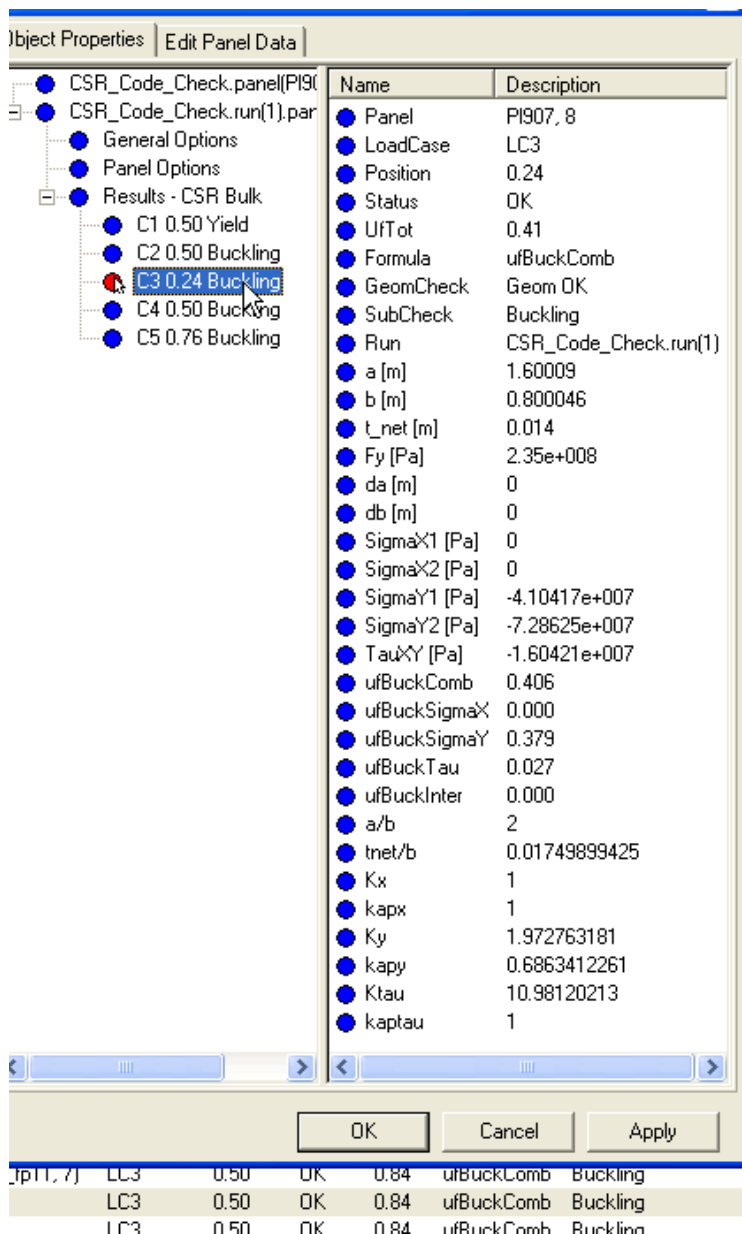 Object Properties Edit Panel Data
CSR_Code_Check.panel(Pl90
CSR_Code_Check.run(1).par
General Options
Panel Options
Results - CSR Bulk
C1 0.50 Yield
C2 0.50 Buckling
C3 0.24 Buckling
C4 0.50 Buckling
C5 0.76 Buckling
Name Description
Panel Pl907, 8
LoadCase LC3
Position 0.24
Status OK
UfTot 0.41
Formula ufBuckComb
GeomCheck Geom OK
SubCheck Buckling
Run CSR_Code_Check.run(1)
a [m] 1.60009
b [m] 0.800046
t_net [m] 0.014
Fy [Pa] 2.35e+008
da [m] 0
db [m] 0
SigmaX1 [Pa] 0
SigmaX2 [Pa] 0
SigmaY1 [Pa] -4.10417e+007
SigmaY2 [Pa] -7.28625e+007
TauXY [Pa] -1.60421e+007
ufBuckComb 0.406
ufBuckSigmaX 0.000
ufBuckSigmaY 0.379
ufBuckTau 0.027
ufBuckInter 0.000
a/b 2
tnet/b 0.01749899425
Kx 1
kapx 1
Ky 1.972763181
kapy 0.6863412261
Ktau 10.98120213
kaptau 1
OK Cancel Apply
_fp11, 7) LC3 0.50 OK 0.84 ufBuckComb Buckling
LC3 0.50 OK 0.84 ufBuckComb Buckling
LC3 0.50 OK 0.84 ufBuckComb Buckling